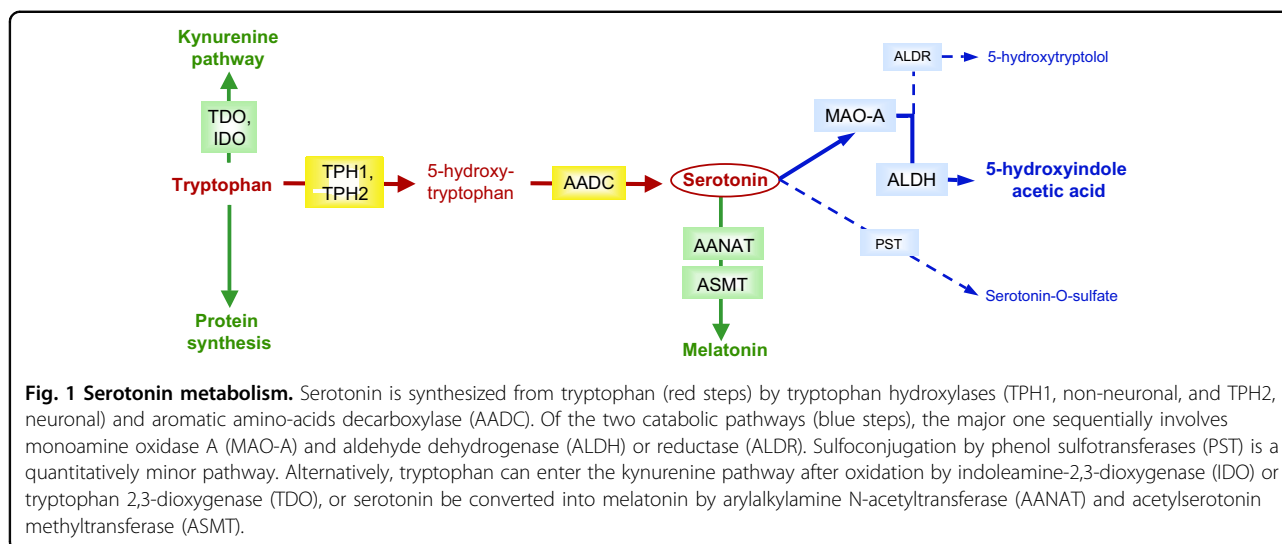 Kynurenine
pathway
TDO,
IDO
Tryptophan
TPH1,
TPH2
5-hydroxy-
tryptophan
AADC
Serotonin
MAO-A
ALDR
5-hydroxytryptolol
ALDH
5-hydroxyindole
acetic acid
PST
Serotonin-O-sulfate
AANAT
ASMT
Melatonin
Protein
synthesis
Fig. 1 Serotonin metabolism. Serotonin is synthesized from tryptophan (red steps) by tryptophan hydroxylases (TPH1, non-neuronal, and TPH2,
neuronal) and aromatic amino-acids decarboxylase (AADC). Of the two catabolic pathways (blue steps), the major one sequentially involves
monoamine oxidase A (MAO-A) and aldehyde dehydrogenase (ALDH) or reductase (ALDR). Sulfoconjugation by phenol sulfotransferases (PST) is a
quantitatively minor pathway. Alternatively, tryptophan can enter the kynurenine pathway after oxidation by indoleamine-2,3-dioxygenase (IDO) or
tryptophan 2,3-dioxygenase (TDO), or serotonin be converted into melatonin by arylalkylamine N-acetyltransferase (AANAT) and acetylserotonin
methyltransferase (ASMT).